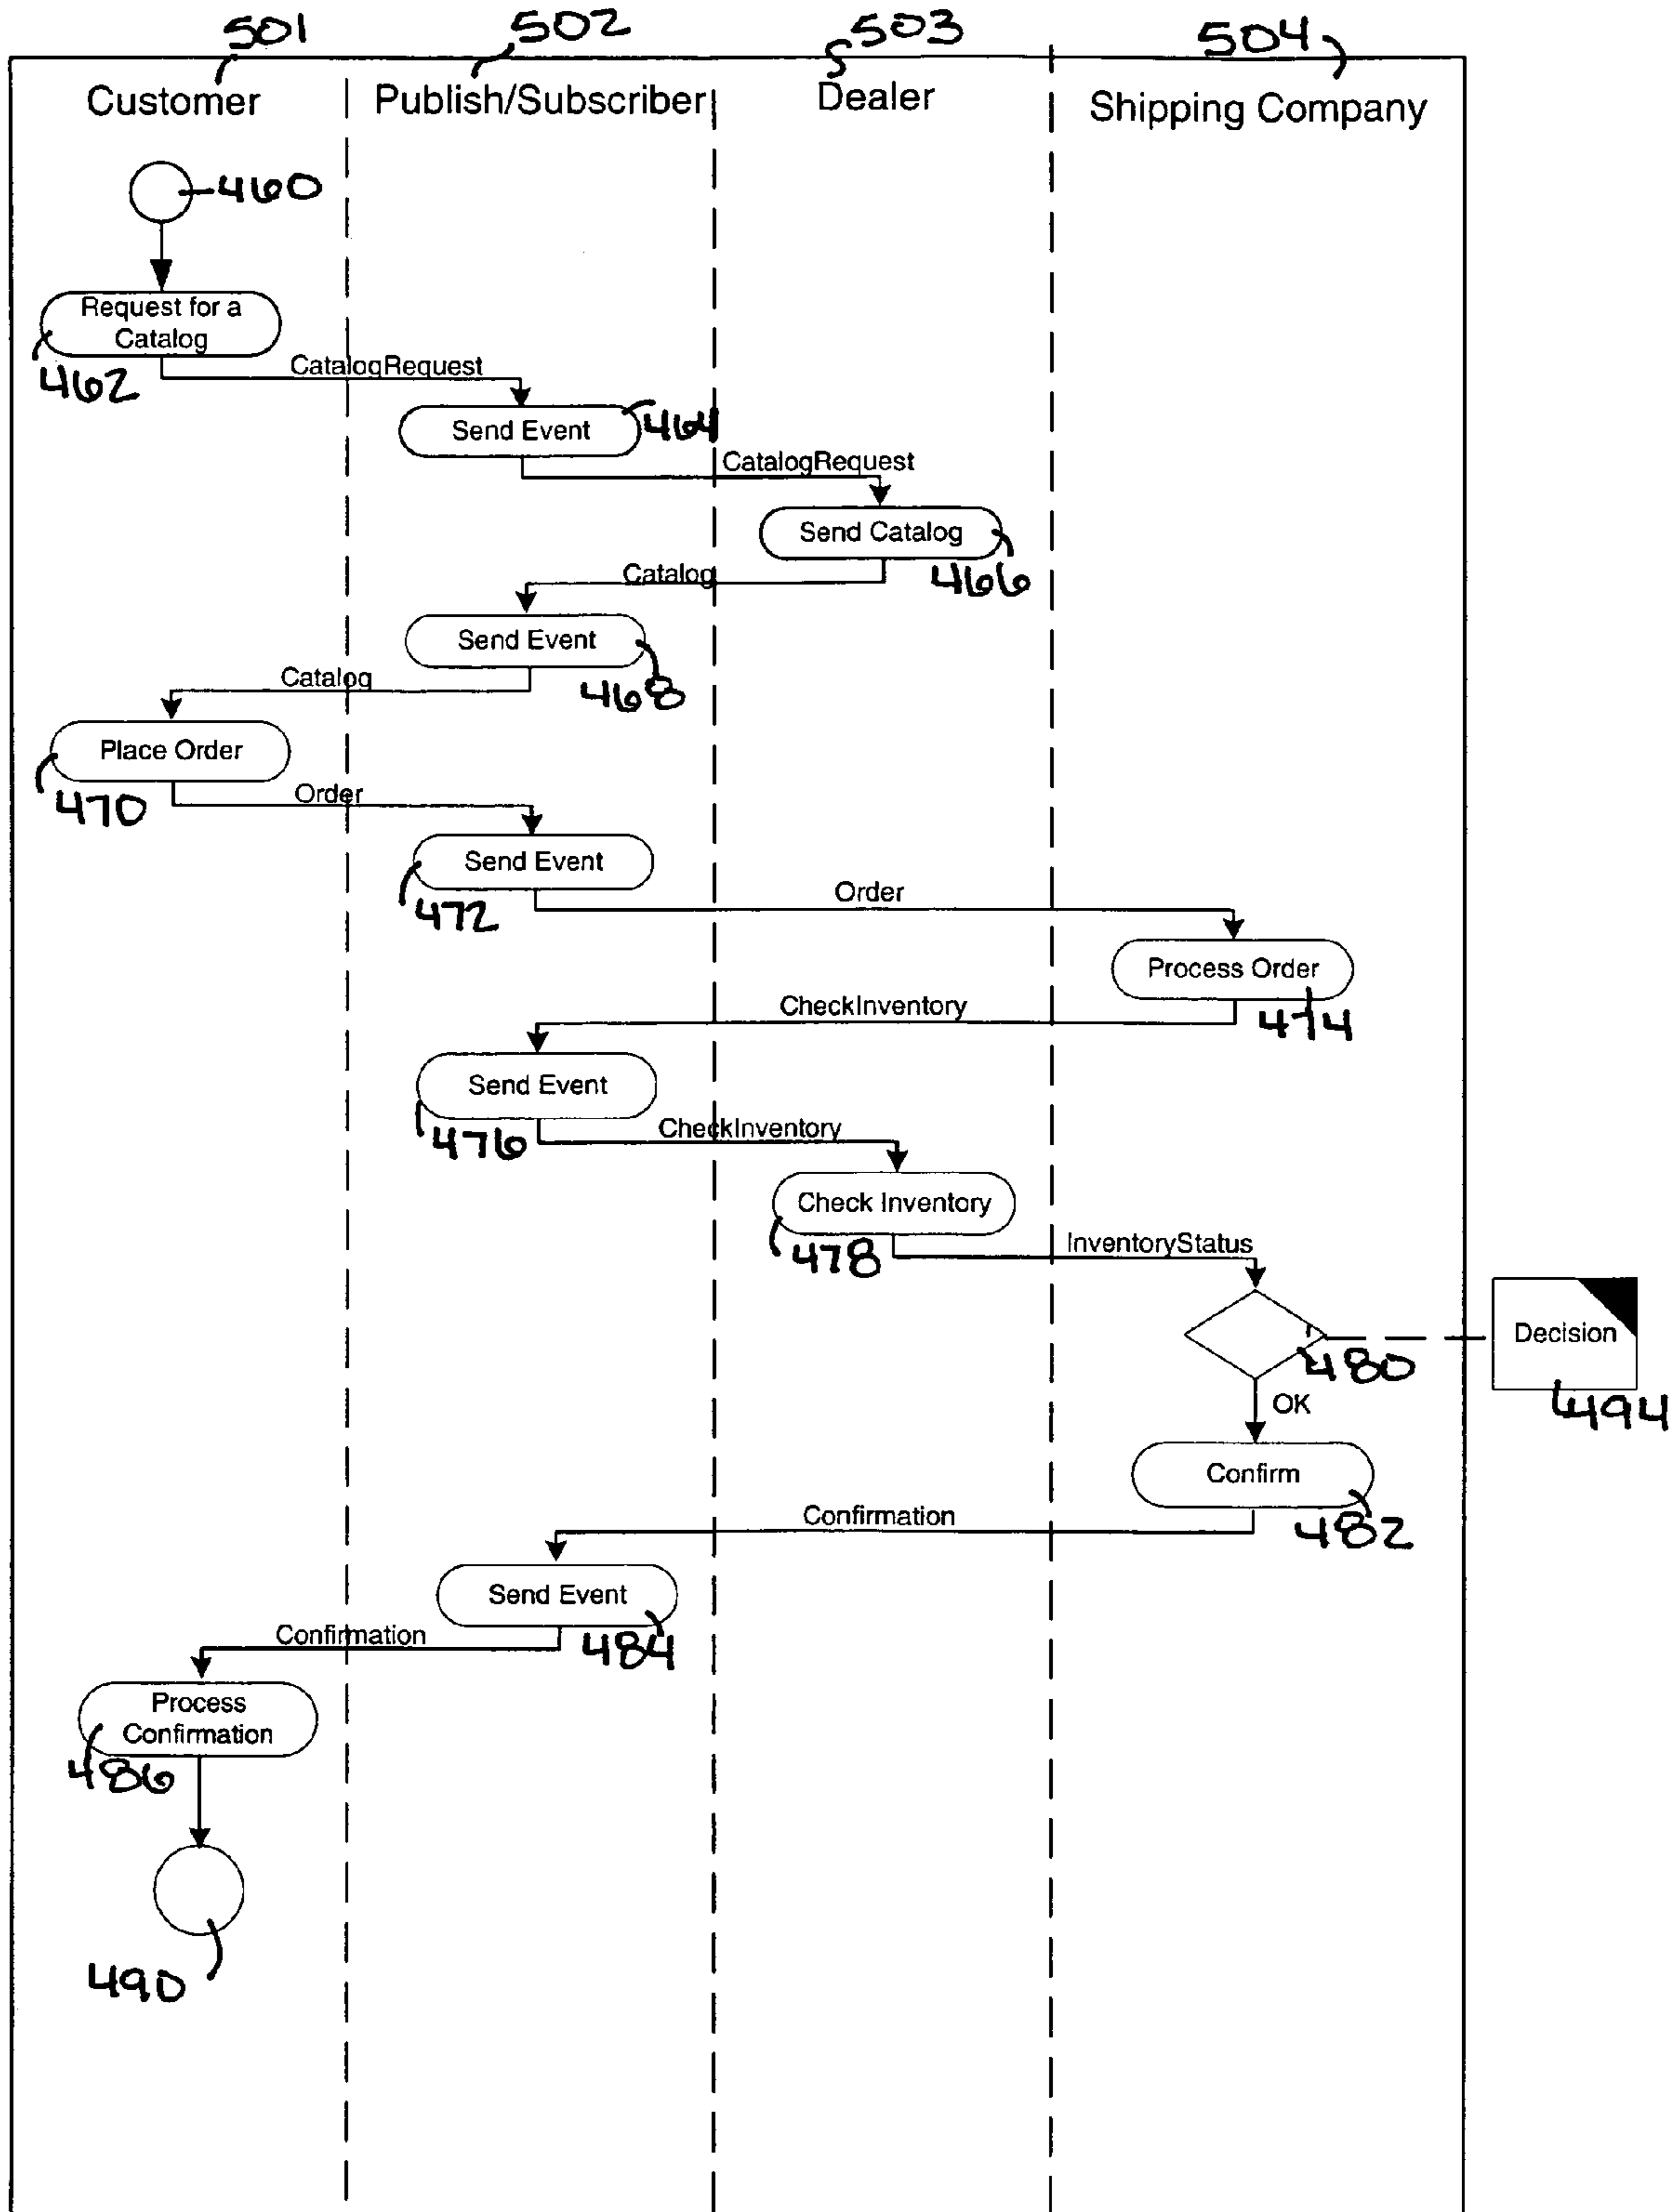 501
502
503
504
Customer
Publish/Subscriber
Dealer
Shipping Company
460
Request for a
Catalog
462
CatalogRequest
Send Event
464
CatalogRequest
Send Catalog
466
Catalog
Send Event
468
Catalog
Place Order
470
Order
Send Event
472
Order
Process Order
474
CheckInventory
Send Event
476
CheckInventory
Check Inventory
478
InventoryStatus
Decision
480
494
OK
Confirm
482
Confirmation
Send Event
484
Confirmation
Process
Confirmation
486
490